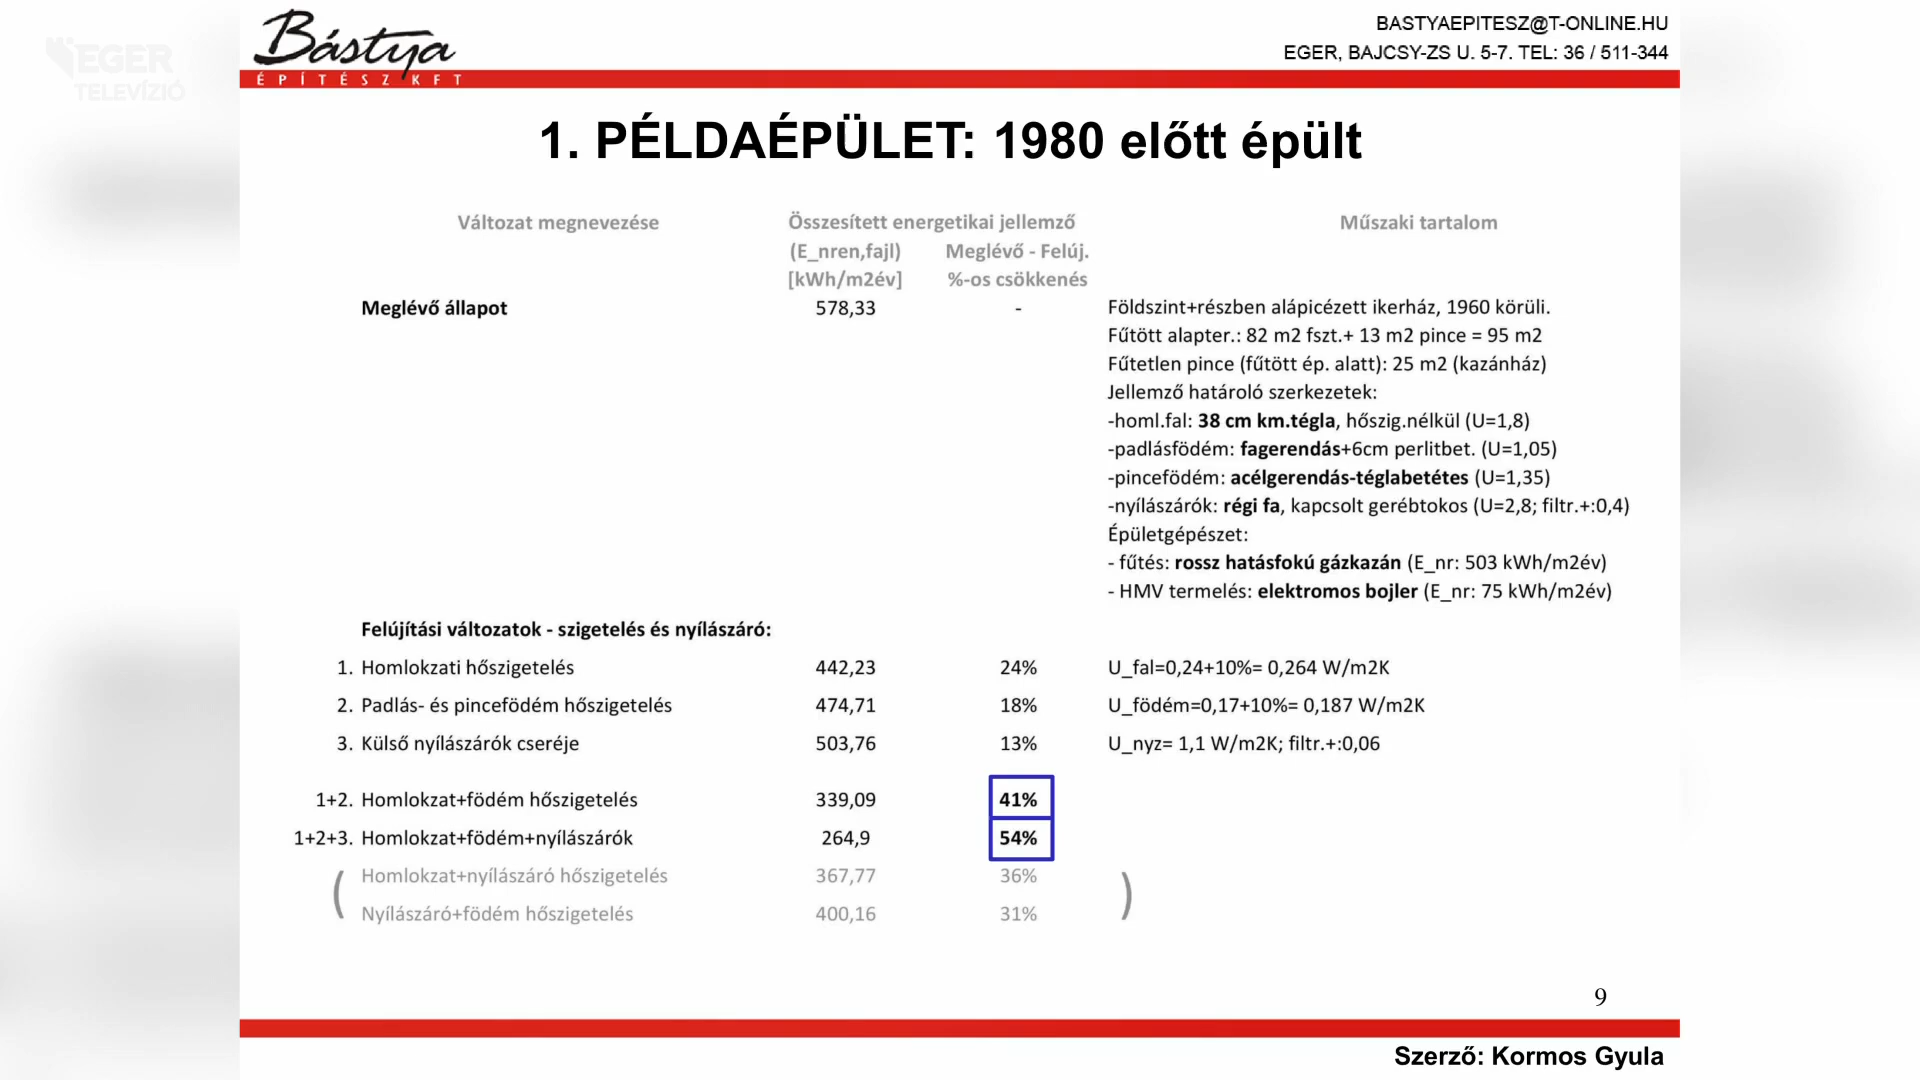 EGER
TELEVÍZIÓ
Bástya
ÉPÍTÉSZ KFT
BASTYAEPITESZ@T-ONLINE.HU
EGER, BAJCSY-ZS U. 5-7. TEL: 36 / 511-344
1. PÉLDAÉPÜLET: 1980 előtt épült
Változat megnevezése Összesített energetikai jellemző Műszaki tartalom
(E_nren,fajl) Meglévő - Felúj.
[kWh/m2év] %-os csökkenés
Meglévő állapot 578,33 - Földszint+részben alápicézett ikerház, 1960 körüli.
Fűtött alapter.: 82 m2 fszt.+ 13 m2 pince = 95 m2
Fűtetlen pince (fűtött ép. alatt): 25 m2 (kazánház)
Jellemző határoló szerkezetek:
-homl.fal: 38 cm km.tégla, hőszig.nélkül (U=1,8)
-padlásfödém: fagerendás+6cm perlitbet. (U=1,05)
-pincefödém: acélgerendás-téglabetétes (U=1,35)
-nyílászárók: régi fa, kapcsolt gerébtokos (U=2,8; filtr.+:0,4)
Épületgépészet:
- fűtés: rossz hatásfokú gázkazán (E_nr: 503 kWh/m2év)
- HMV termelés: elektromos bojler (E_nr: 75 kWh/m2év)
Felújítási változatok - szigetelés és nyílászáró:
1. Homlokzati hőszigetelés 442,23 24% U_fal=0,24+10%= 0,264 W/m2K
2. Padlás- és pincefödém hőszigetelés 474,71 18% U_födém=0,17+10%= 0,187 W/m2K
3. Külső nyílászárók cseréje 503,76 13% U_nyz= 1,1 W/m2K; filtr.+:0,06
1+2. Homlokzat+födém hőszigetelés 339,09 41%
1+2+3. Homlokzat+födém+nyílászárók 264,9 54%
( Homlokzat+nyílászáró hőszigetelés 367,77 36% )
Nyílászáró+födém hőszigetelés 400,16 31%
9
Szerző: Kormos Gyula